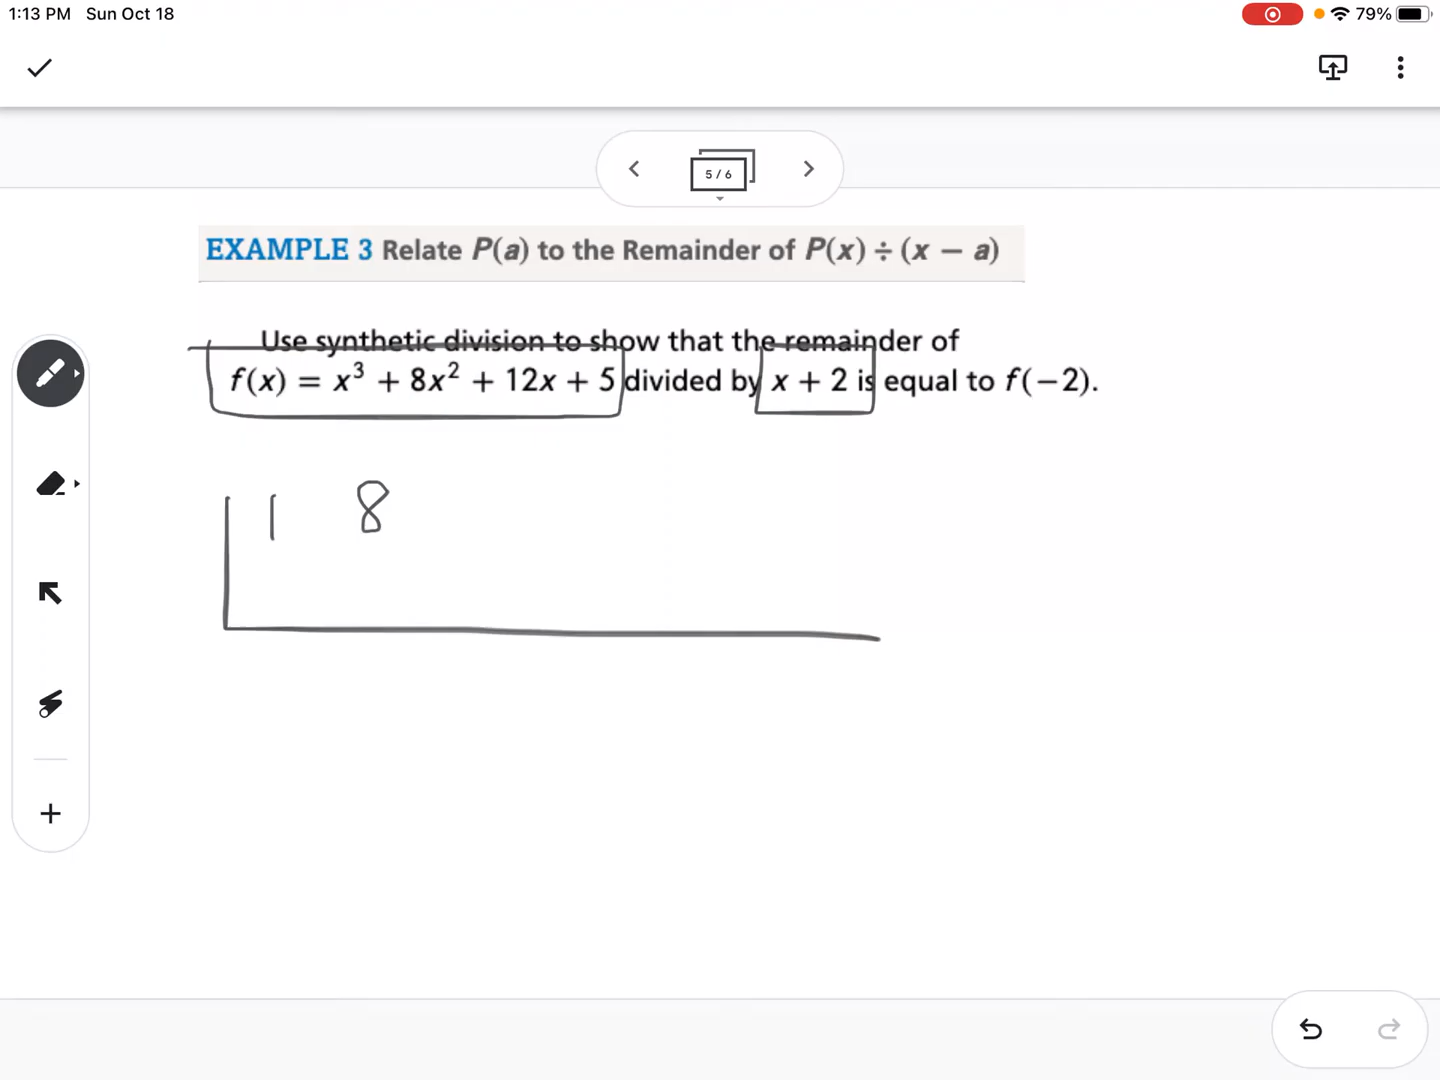 1:13 PM Sun Oct 18 79%
5 / 6
EXAMPLE 3 Relate P(a) to the Remainder of P(x) ÷ (x − a)
Use synthetic division to show that the remainder of
f(x) = x³ + 8x² + 12x + 5 divided by x + 2 is equal to f(−2).
1 8